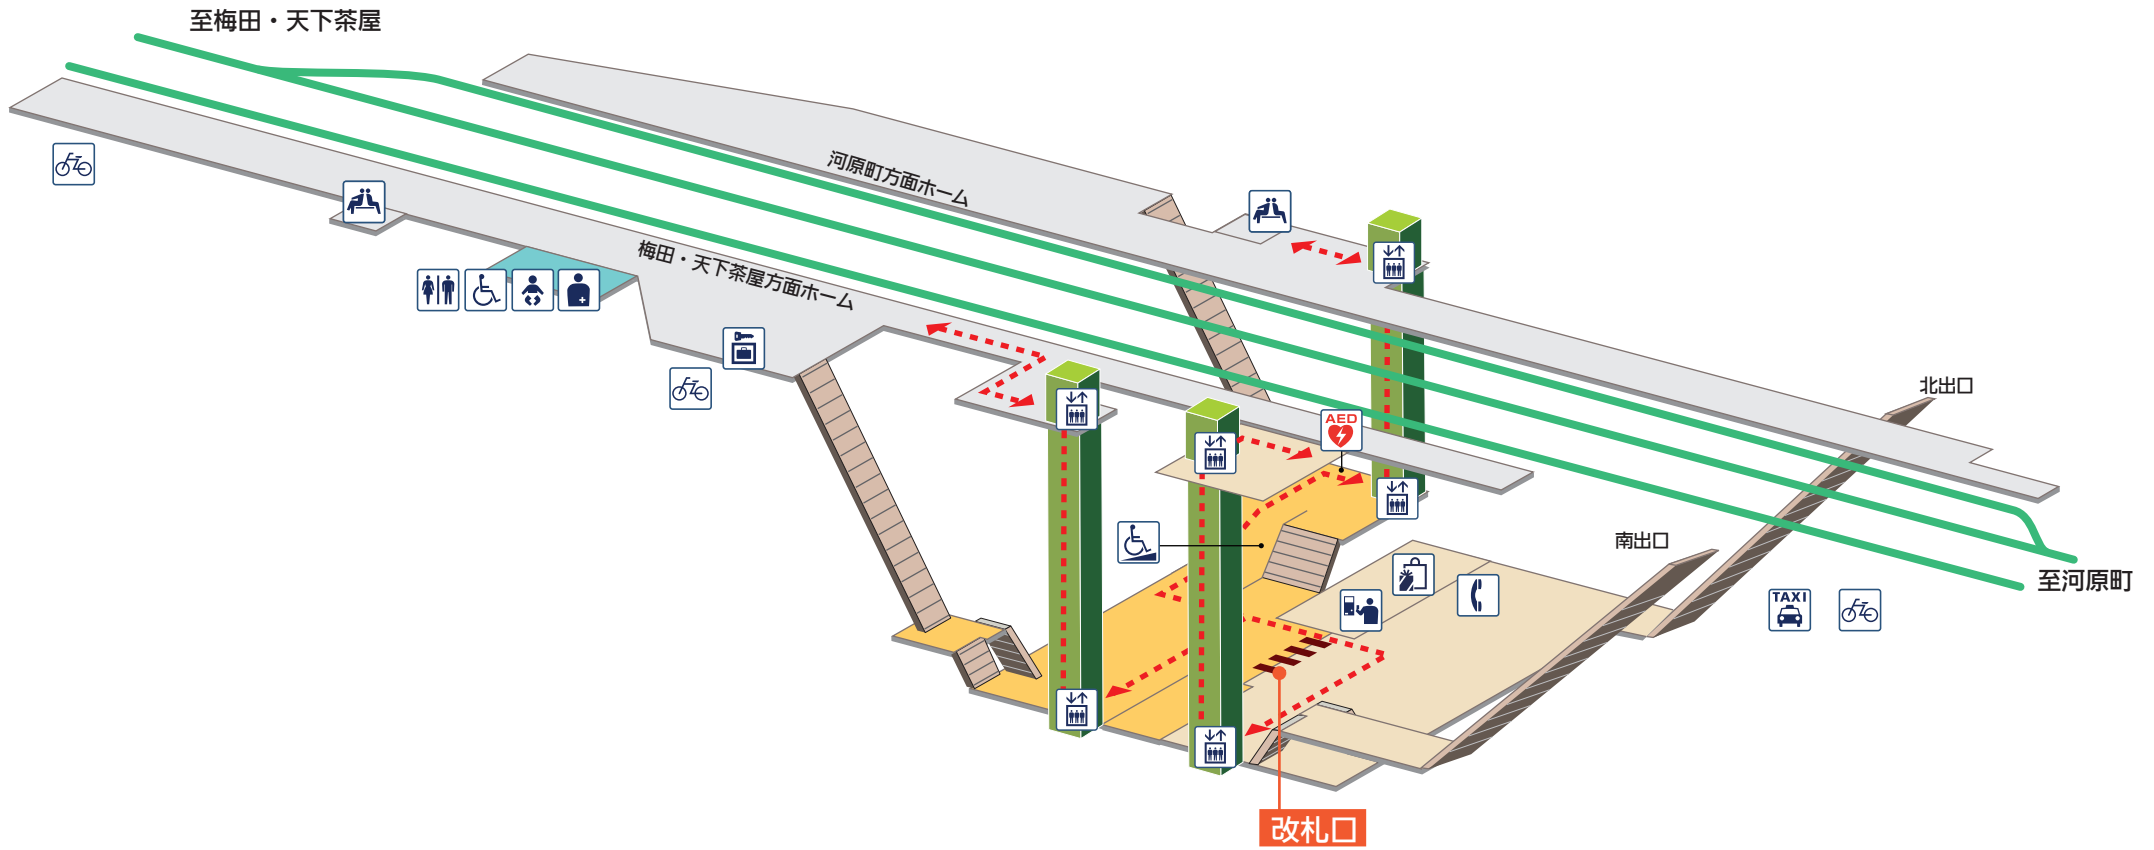 至梅田・天下茶屋
河原町方面ホーム
梅田・天下茶屋方面ホーム
北出口
AED
南出口
至河原町
TAXI
改札口